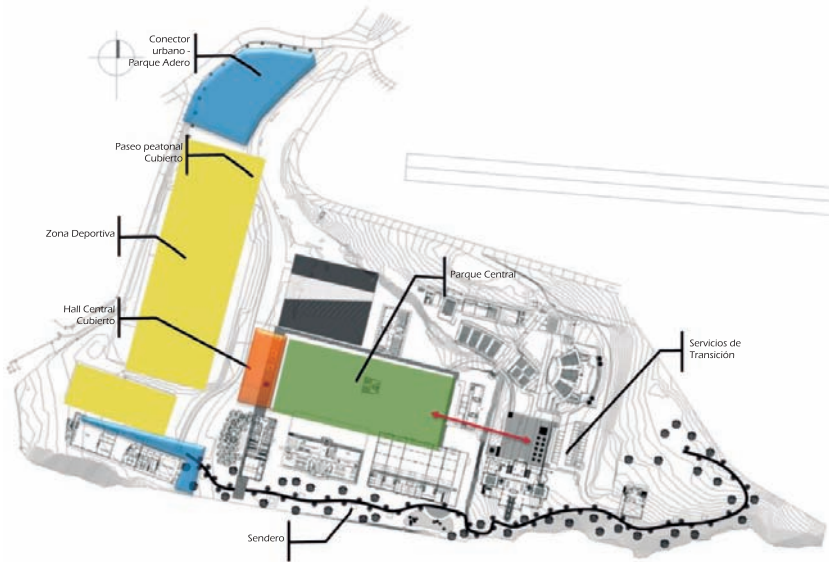 Conector
urbano -
Parque Adero
Paseo peatonal
Cubierto
Zona Deportiva
Hall Central
Cubierto
Parque Central
Servicios de
Transición
Sendero